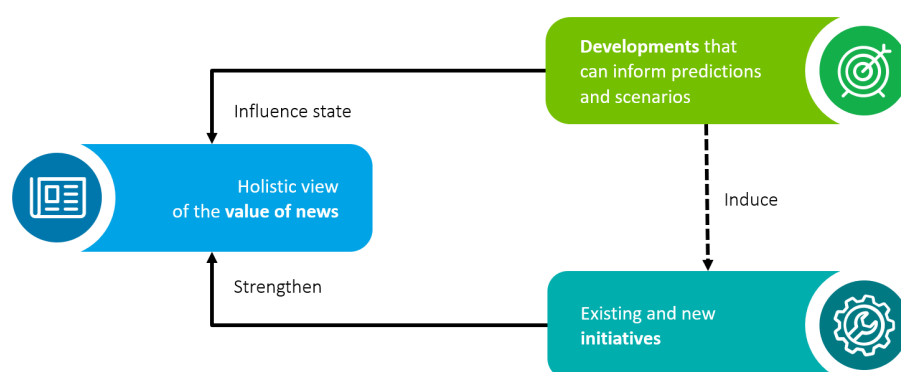 Developments that
can inform predictions
and scenarios
Influence state
Holistic view
of the value of news
Induce
Strengthen
Existing and new
initiatives